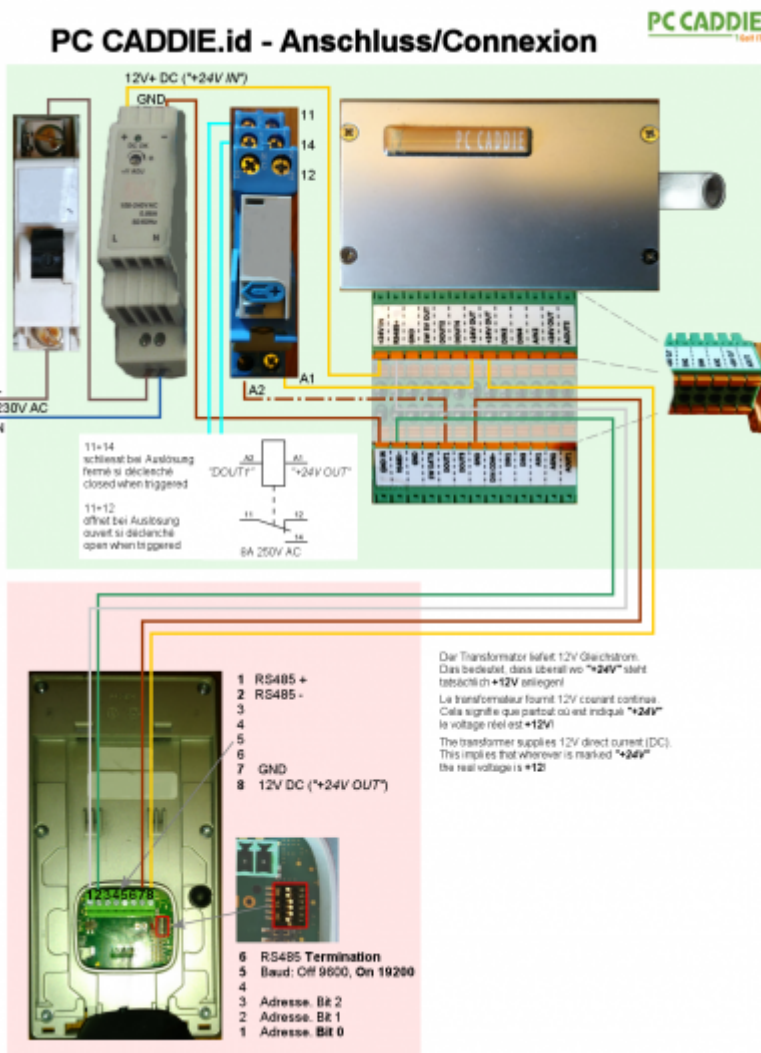 PC CADDIE
PC CADDIE.id - Anschluss/Connexion
12V+ DC ("+24V IN")
GND
11
14
12
PC CADDIE
DC OK
100-240VAC
L N
A1
A2
230V AC
N
11+14
schliesst bei Auslösung
fermé si déclenché
closed when triggered
11+12
öffnet bei Auslösung
ouvert si déclenché
open when triggered
A2 A1
"DOUT1" "+24V OUT"
11 12
14
8A 250V AC
Der Transformator liefert 12V Gleichstrom.
Das bedeutet, dass überall wo "+24V" steht
tatsächlich +12V anliegen!
Le transformateur fournit 12V courant continue.
Cela signifie que partout où est indiqué "+24V"
le voltage réel est +12V!
The transformer supplies 12V direct current (DC).
This implies that wherever is marked "+24V"
the real voltage is +12!
1 RS485 +
2 RS485 -
3
4
5
6
7 GND
8 12V DC ("+24V OUT")
12345678
6 RS485 Termination
5 Baud: Off 9600, On 19200
4
3 Adresse. Bit 2
2 Adresse. Bit 1
1 Adresse. Bit 0